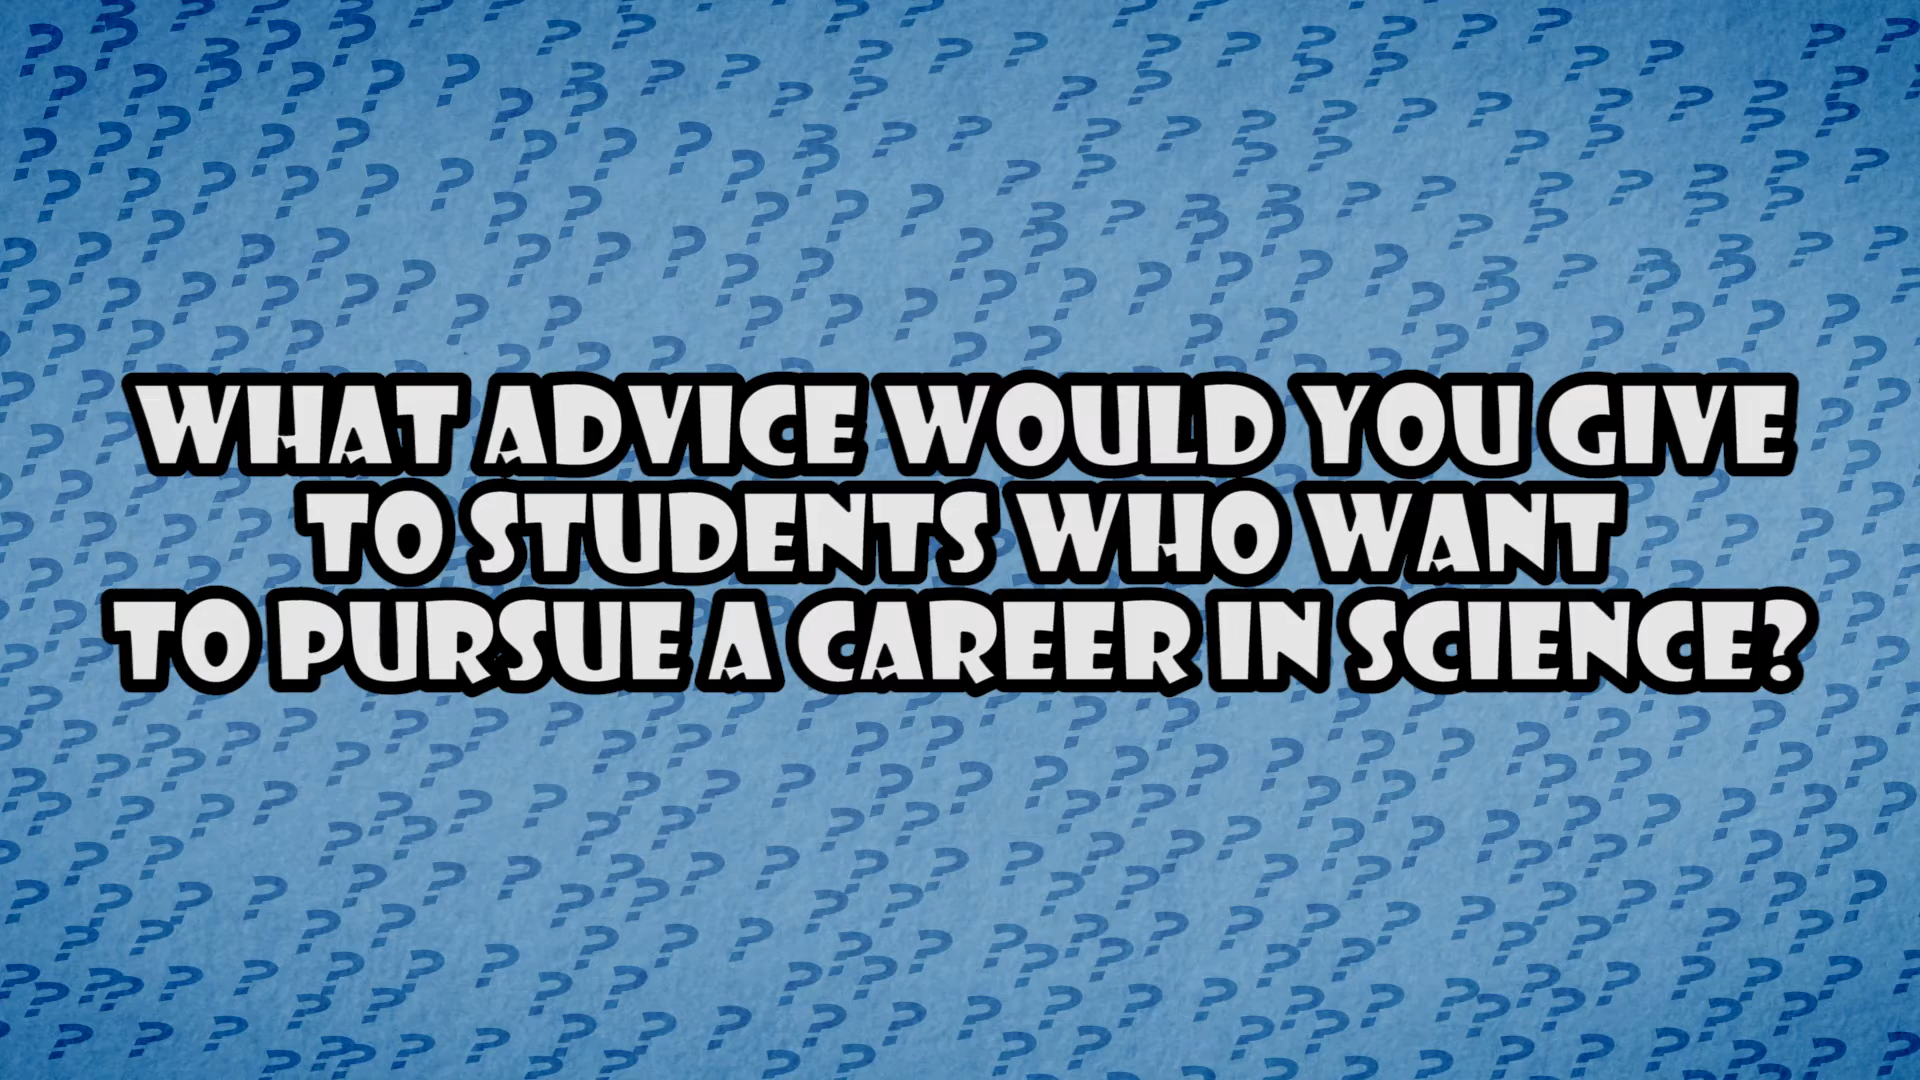 WHAT ADVICE WOULD YOU GIVE
TO STUDENTS WHO WANT
TO PURSUE A CAREER IN SCIENCE?